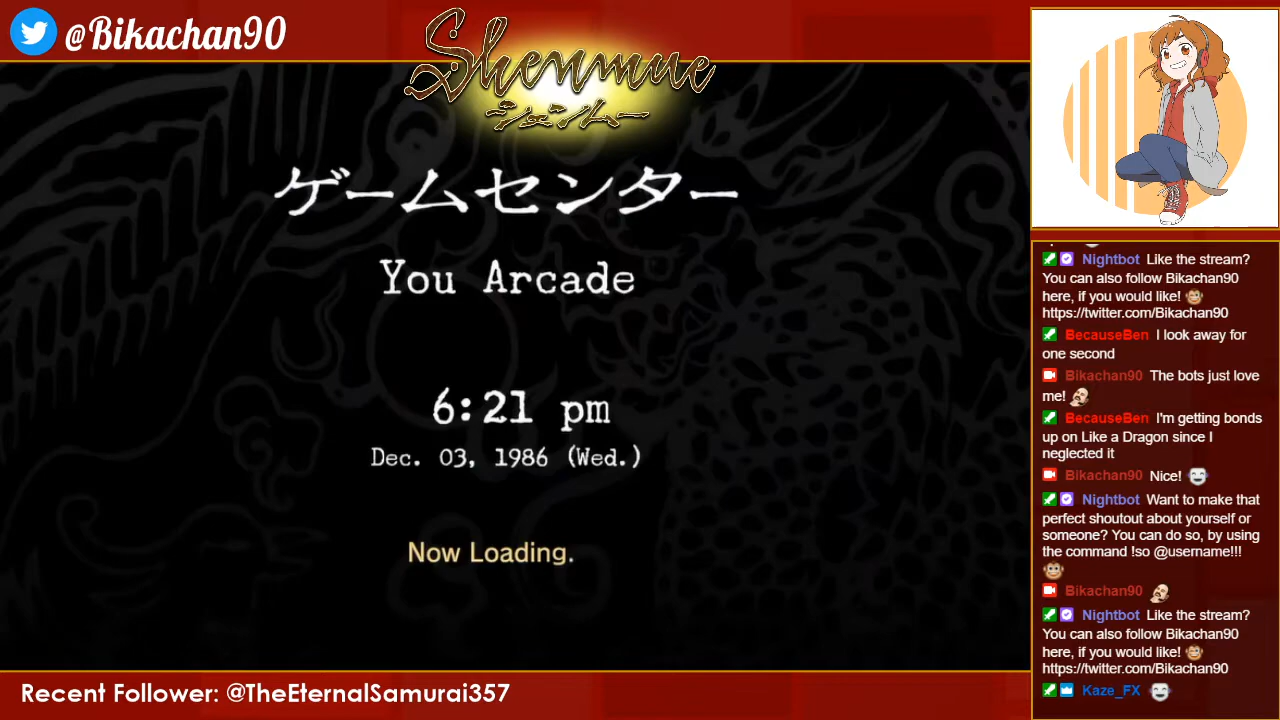 @Bikachan90
Shenmue
シェンムー
ゲームセンター
You Arcade
6:21 pm
Dec. 03, 1986 (Wed.)
Now Loading.
Nightbot Like the stream?
You can also follow Bikachan90
here, if you would like!
https://twitter.com/Bikachan90
BecauseBen I look away for
one second
Bikachan90 The bots just love
me!
BecauseBen I'm getting bonds
up on Like a Dragon since I
neglected it
Bikachan90 Nice!
Nightbot Want to make that
perfect shoutout about yourself or
someone? You can do so, by using
the command !so @username!!!
Bikachan90
Nightbot Like the stream?
You can also follow Bikachan90
here, if you would like!
https://twitter.com/Bikachan90
Kaze_FX
Recent Follower: @TheEternalSamurai357